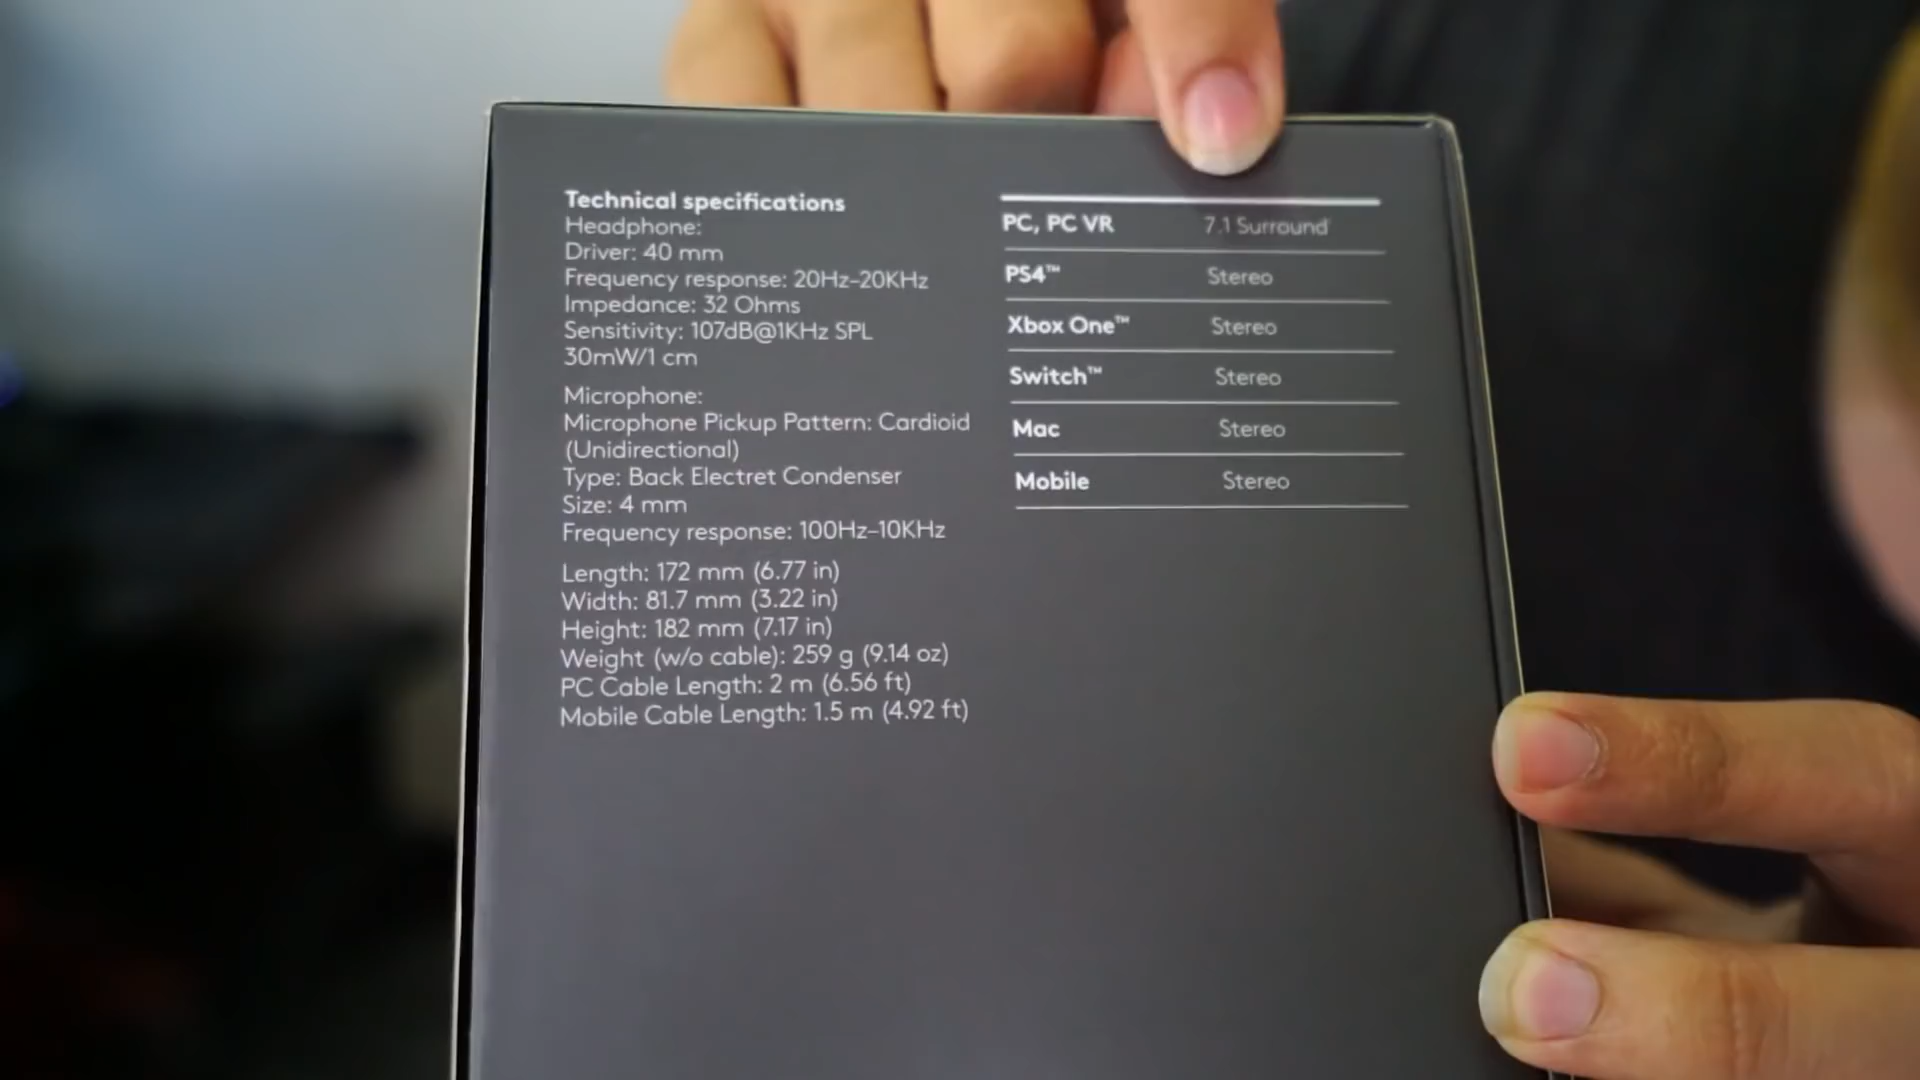 Technical specifications
Headphone:
Driver: 40 mm
Frequency response: 20Hz–20KHz
Impedance: 32 Ohms
Sensitivity: 107dB@1KHz SPL
30mW/1 cm
Microphone:
Microphone Pickup Pattern: Cardioid
(Unidirectional)
Type: Back Electret Condenser
Size: 4 mm
Frequency response: 100Hz–10KHz
Length: 172 mm (6.77 in)
Width: 81.7 mm (3.22 in)
Height: 182 mm (7.17 in)
Weight (w/o cable): 259 g (9.14 oz)
PC Cable Length: 2 m (6.56 ft)
Mobile Cable Length: 1.5 m (4.92 ft)
PC, PC VR 7.1 Surround
PS4™ Stereo
Xbox One™ Stereo
Switch™ Stereo
Mac Stereo
Mobile Stereo